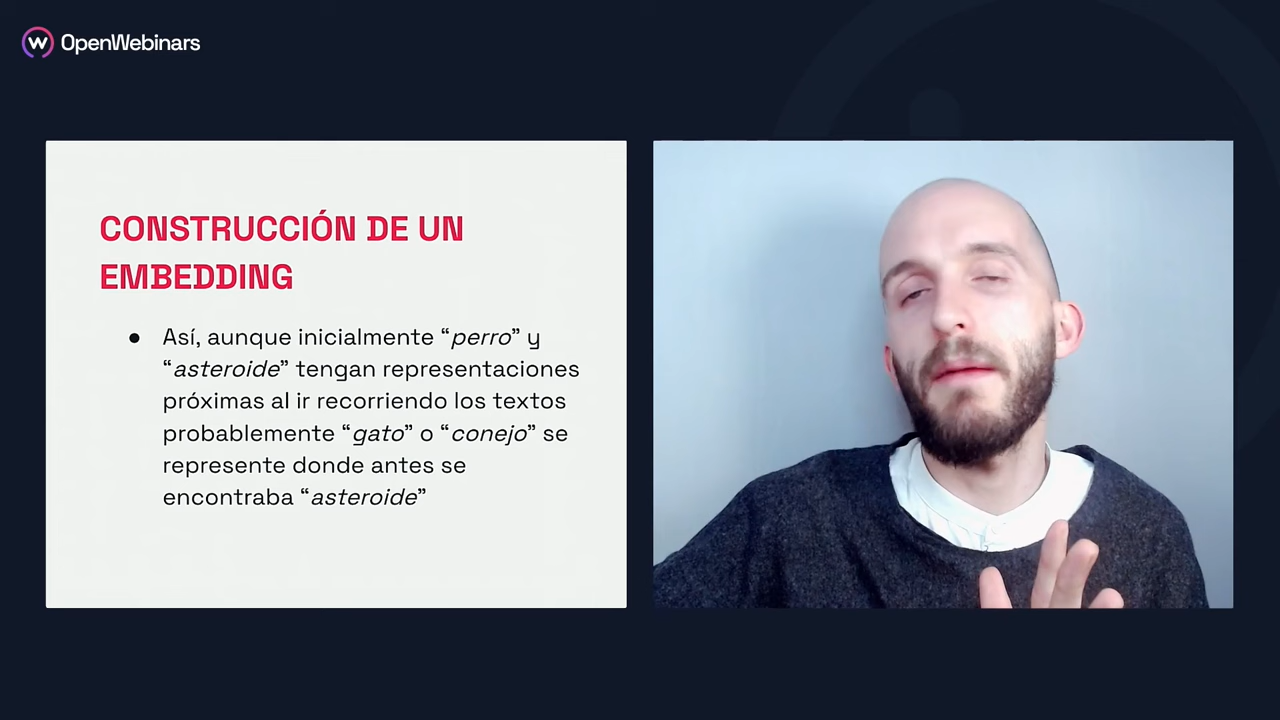 OpenWebinars
CONSTRUCCIÓN DE UN
EMBEDDING
● Así, aunque inicialmente “perro” y
“asteroide” tengan representaciones
próximas al ir recorriendo los textos
probablemente “gato” o “conejo” se
represente donde antes se
encontraba “asteroide”